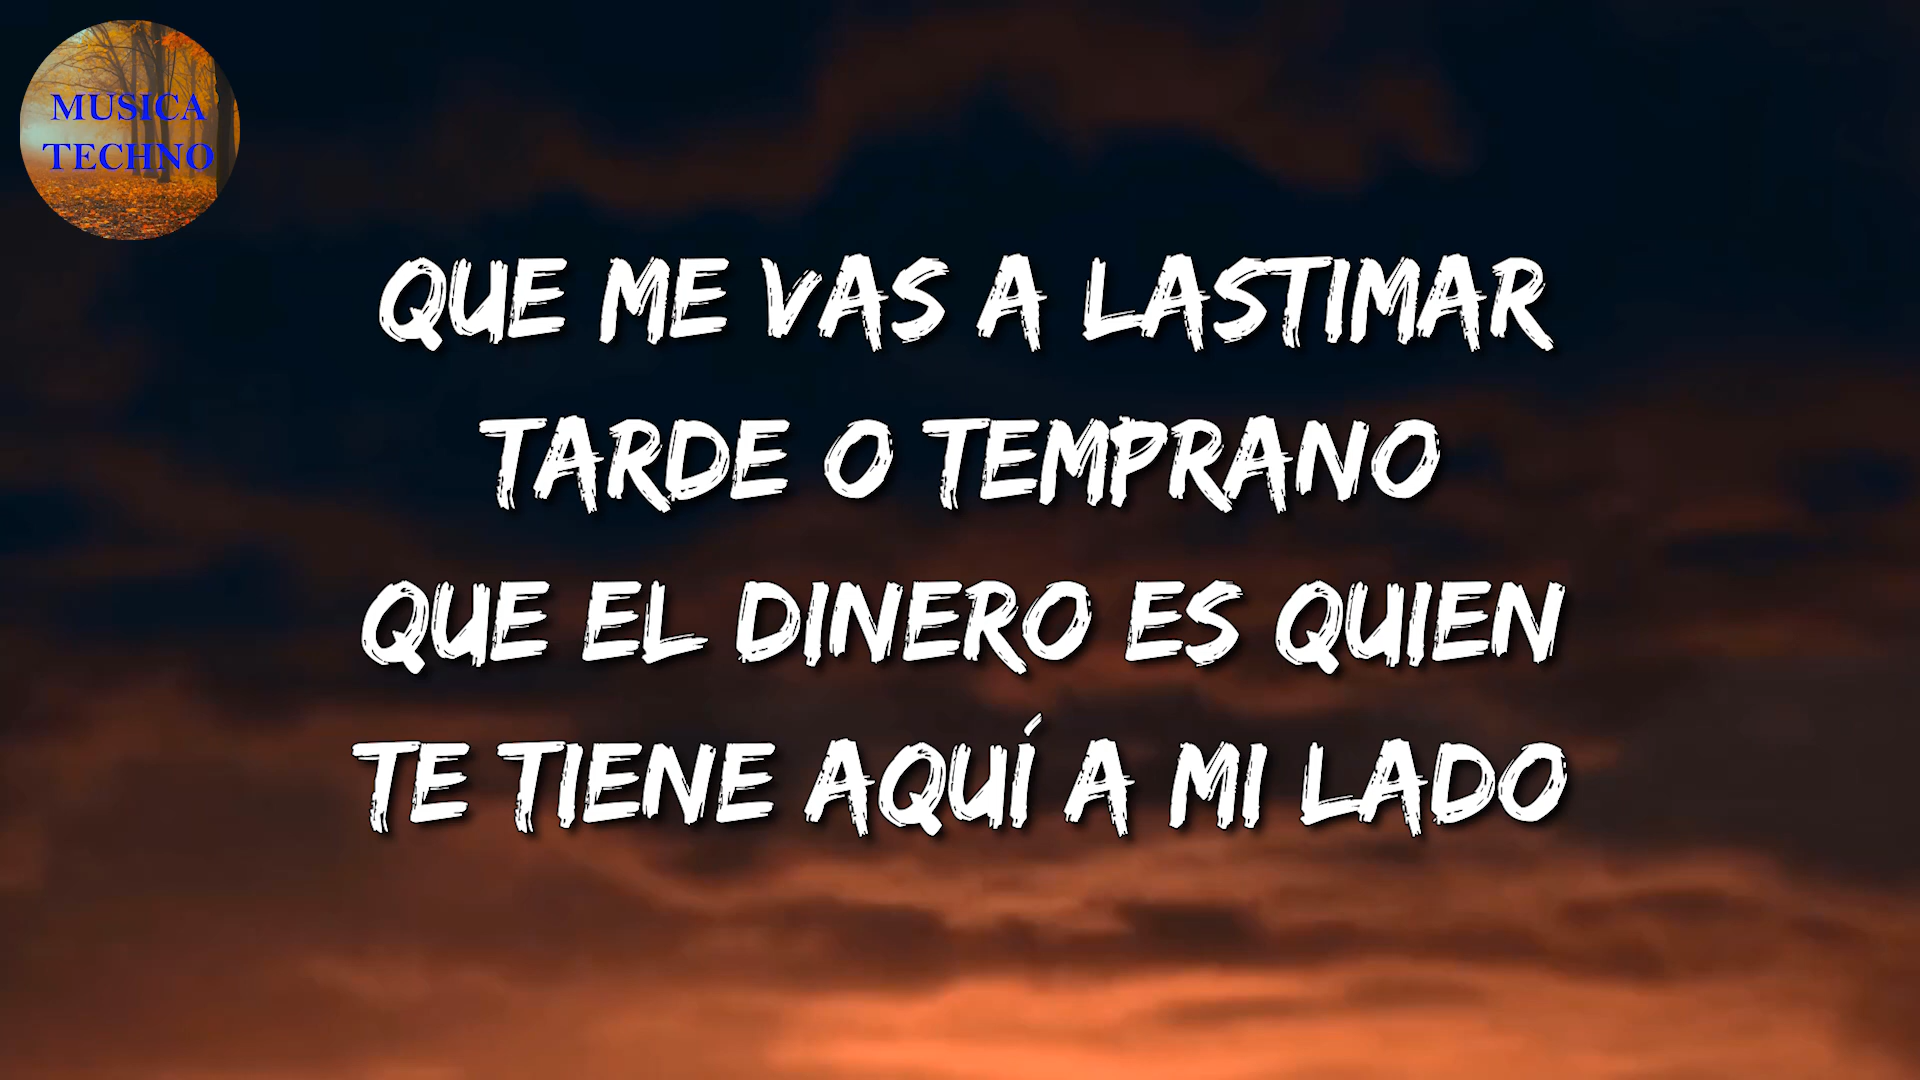 MUSICA
TECHNO
QUE ME VAS A LASTIMAR
TARDE O TEMPRANO
QUE EL DINERO ES QUIEN
TE TIENE AQUÍ A MI LADO